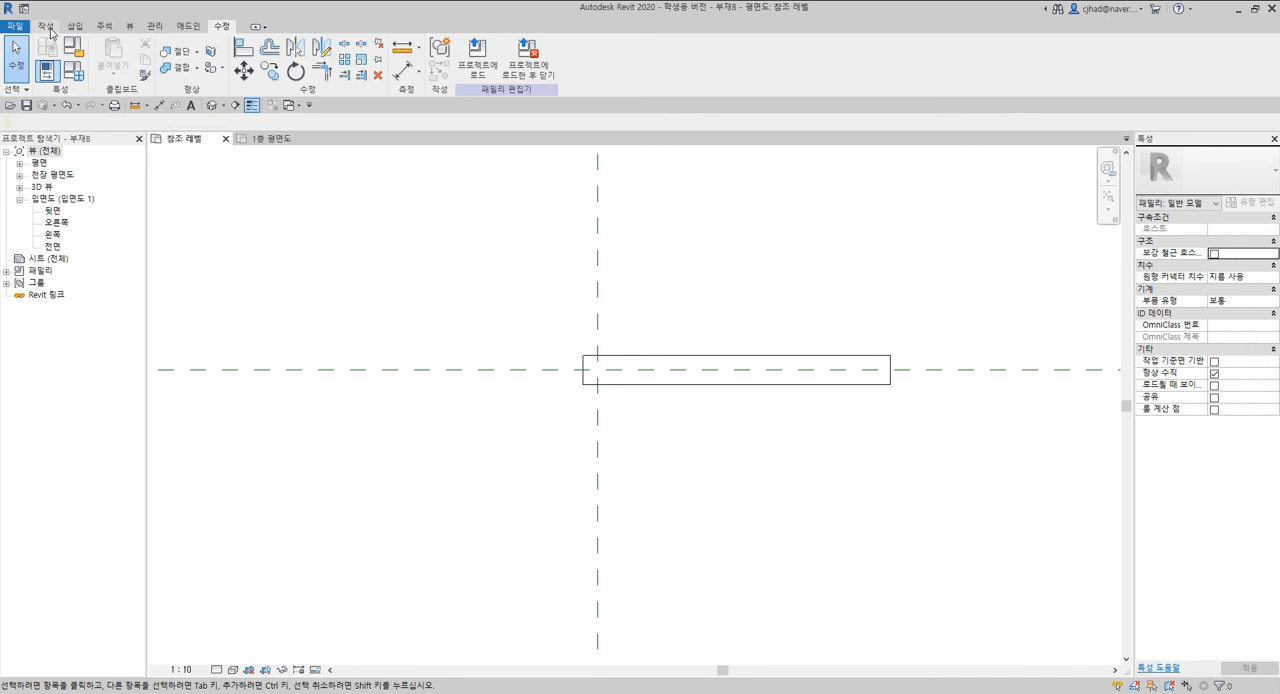 Autodesk Revit 2020 - 학생용 버전 - 부재B - 평면도: 참조 레벨
cjhad@naver....
파일 작성 삽입 주석 뷰 관리 애드인 수정
수정
붙여넣기
절단
결합
프로젝트에 로드
프로젝트에 로드한 후 닫기
선택 특성 클립보드 형상 수정 측정 작성 패밀리 편집기
프로젝트 탐색기 - 부재B
뷰 (전체)
평면
천장 평면도
3D 뷰
입면도 (입면도 1)
뒷면
오른쪽
왼쪽
전면
시트 (전체)
패밀리
그룹
Revit 링크
참조 레벨
1층 평면도
특성
패밀리: 일반 모델
유형 편집
구속조건
호스트
구조
보강 철근 호스...
치수
원형 커넥터 치수 지름 사용
기계
부품 유형 보통
ID 데이터
OmniClass 번호
OmniClass 제목
기타
작업 기준면 기반
항상 수직
로드될 때 보이...
공유
룸 계산 점
특성 도움말
적용
1 : 10
선택하려면 항목을 클릭하고, 다른 항목을 선택하려면 Tab 키, 추가하려면 Ctrl 키, 선택 취소하려면 Shift 키를 누르십시오.
:0